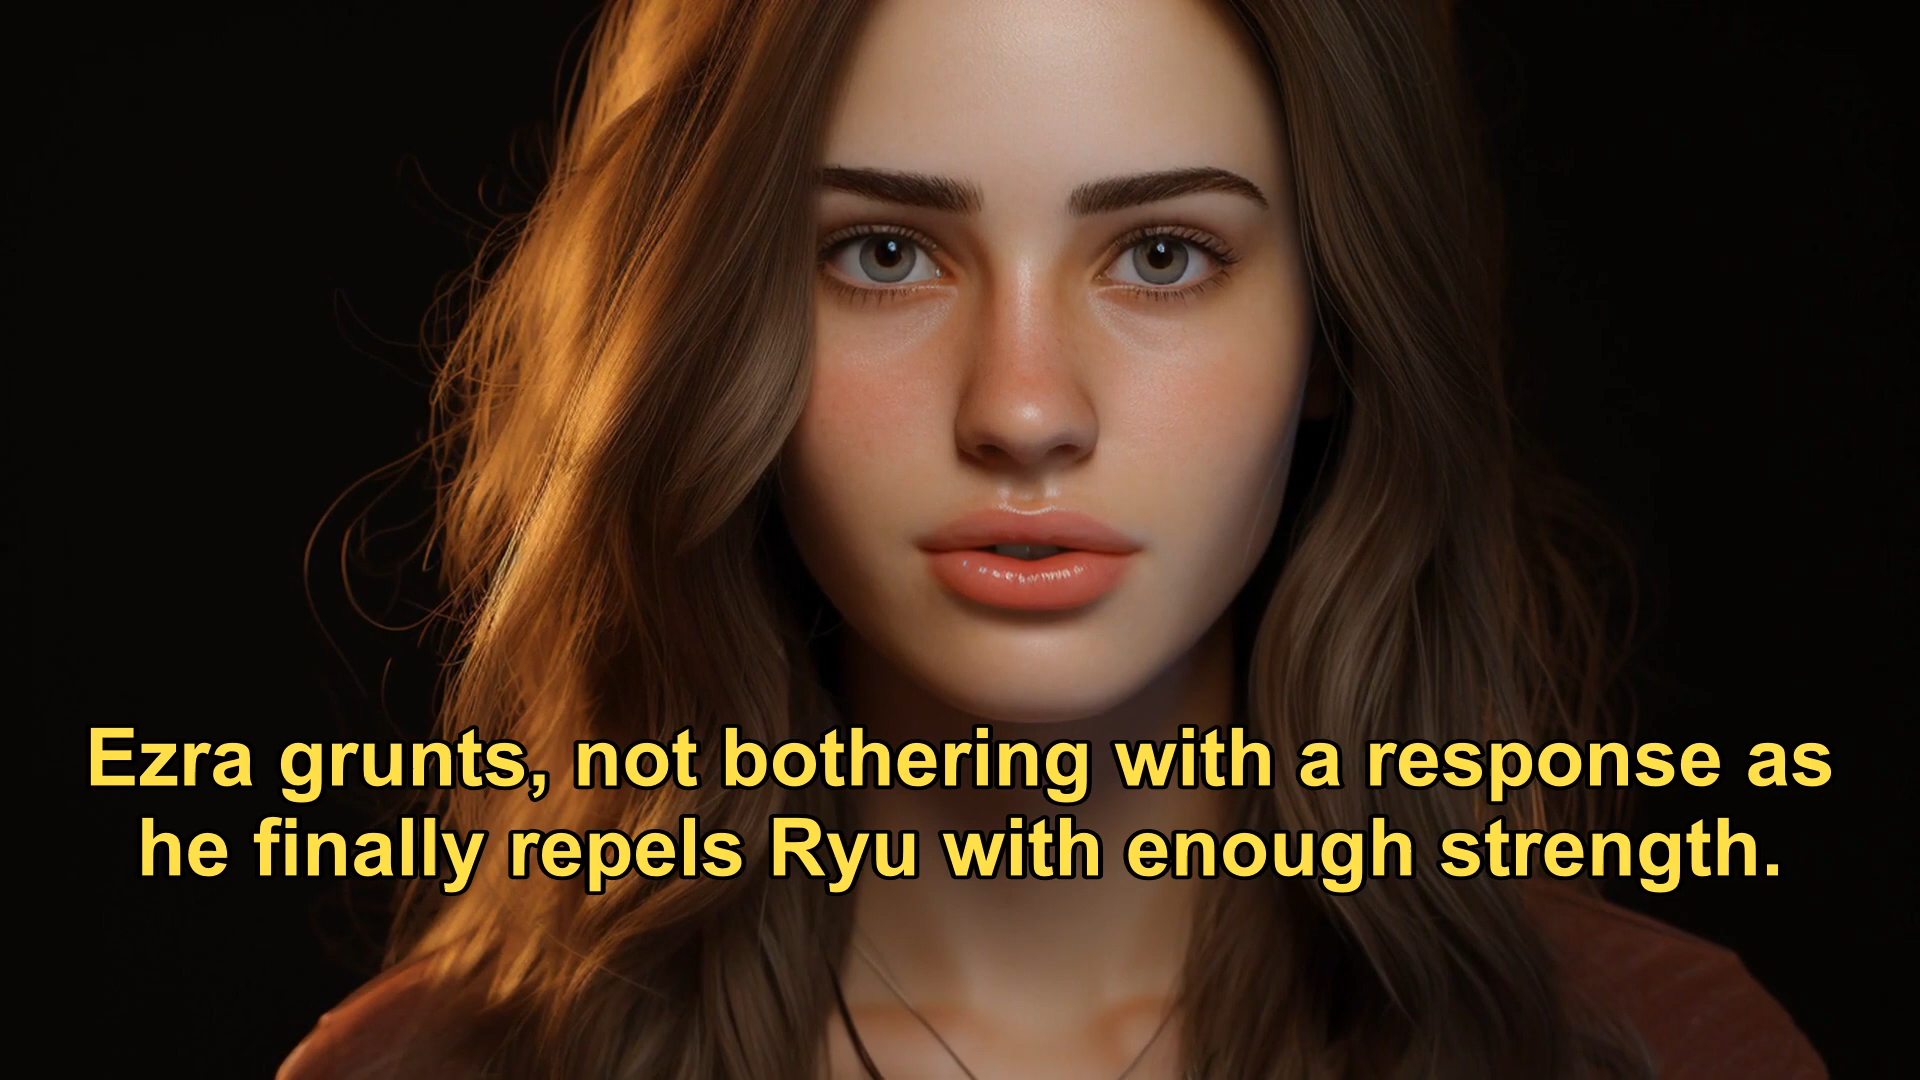 Ezra grunts, not bothering with a response as
he finally repels Ryu with enough strength.